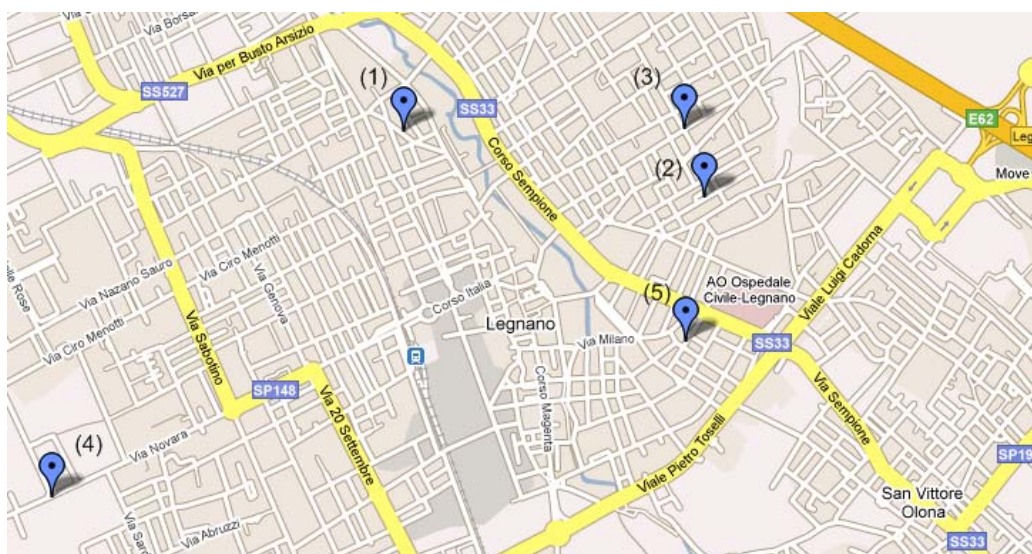 Via Borsa
Via per Busto Arsizio
SS527
(1)
SS33
Corso Sempione
(3)
(2)
E62
Leg
Move
Viale Luigi Cadorna
AO Ospedale
Civile-Legnano
(5)
Via Ciro Menotti
Via Nazano Sauro
Via Genova
Corso Italia
Via Ciro Menotti
Via Sabotino
Legnano
Via Milano
SS33
SP148
Via 20 Settembre
Corso Magenta
Via Sempione
Viale Pietro Toselli
Via Novara
(4)
Via Abruzzi
SP19
San Vittore
Olona
SS33